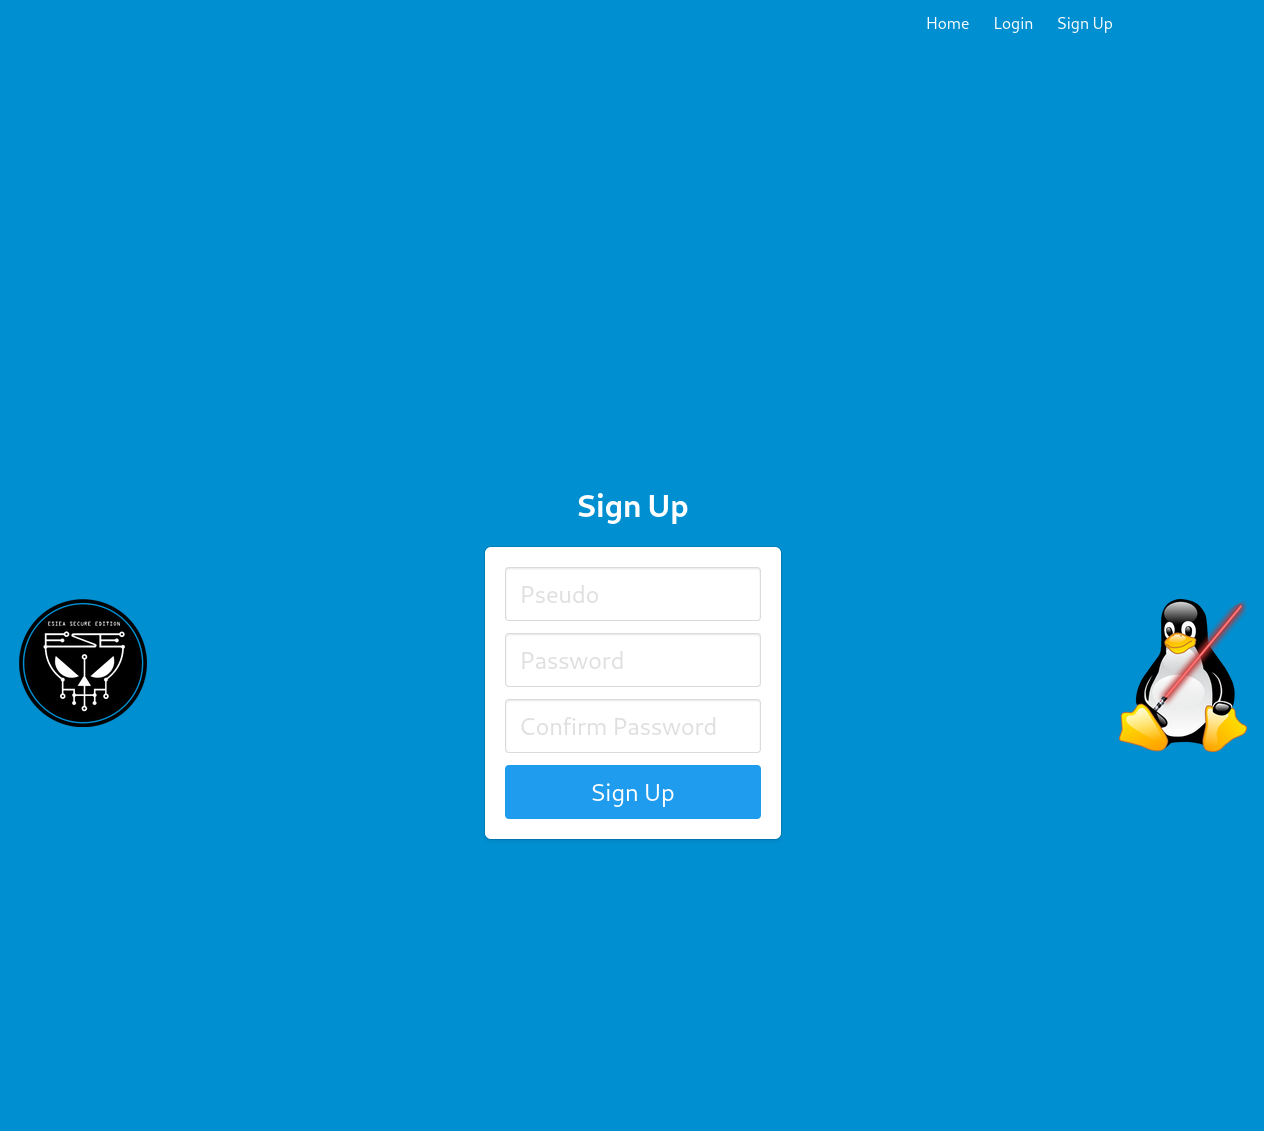 Home Login Sign Up
Sign Up
Pseudo
ESIEA SECURE EDITION
ESE
Password
Confirm Password
Sign Up